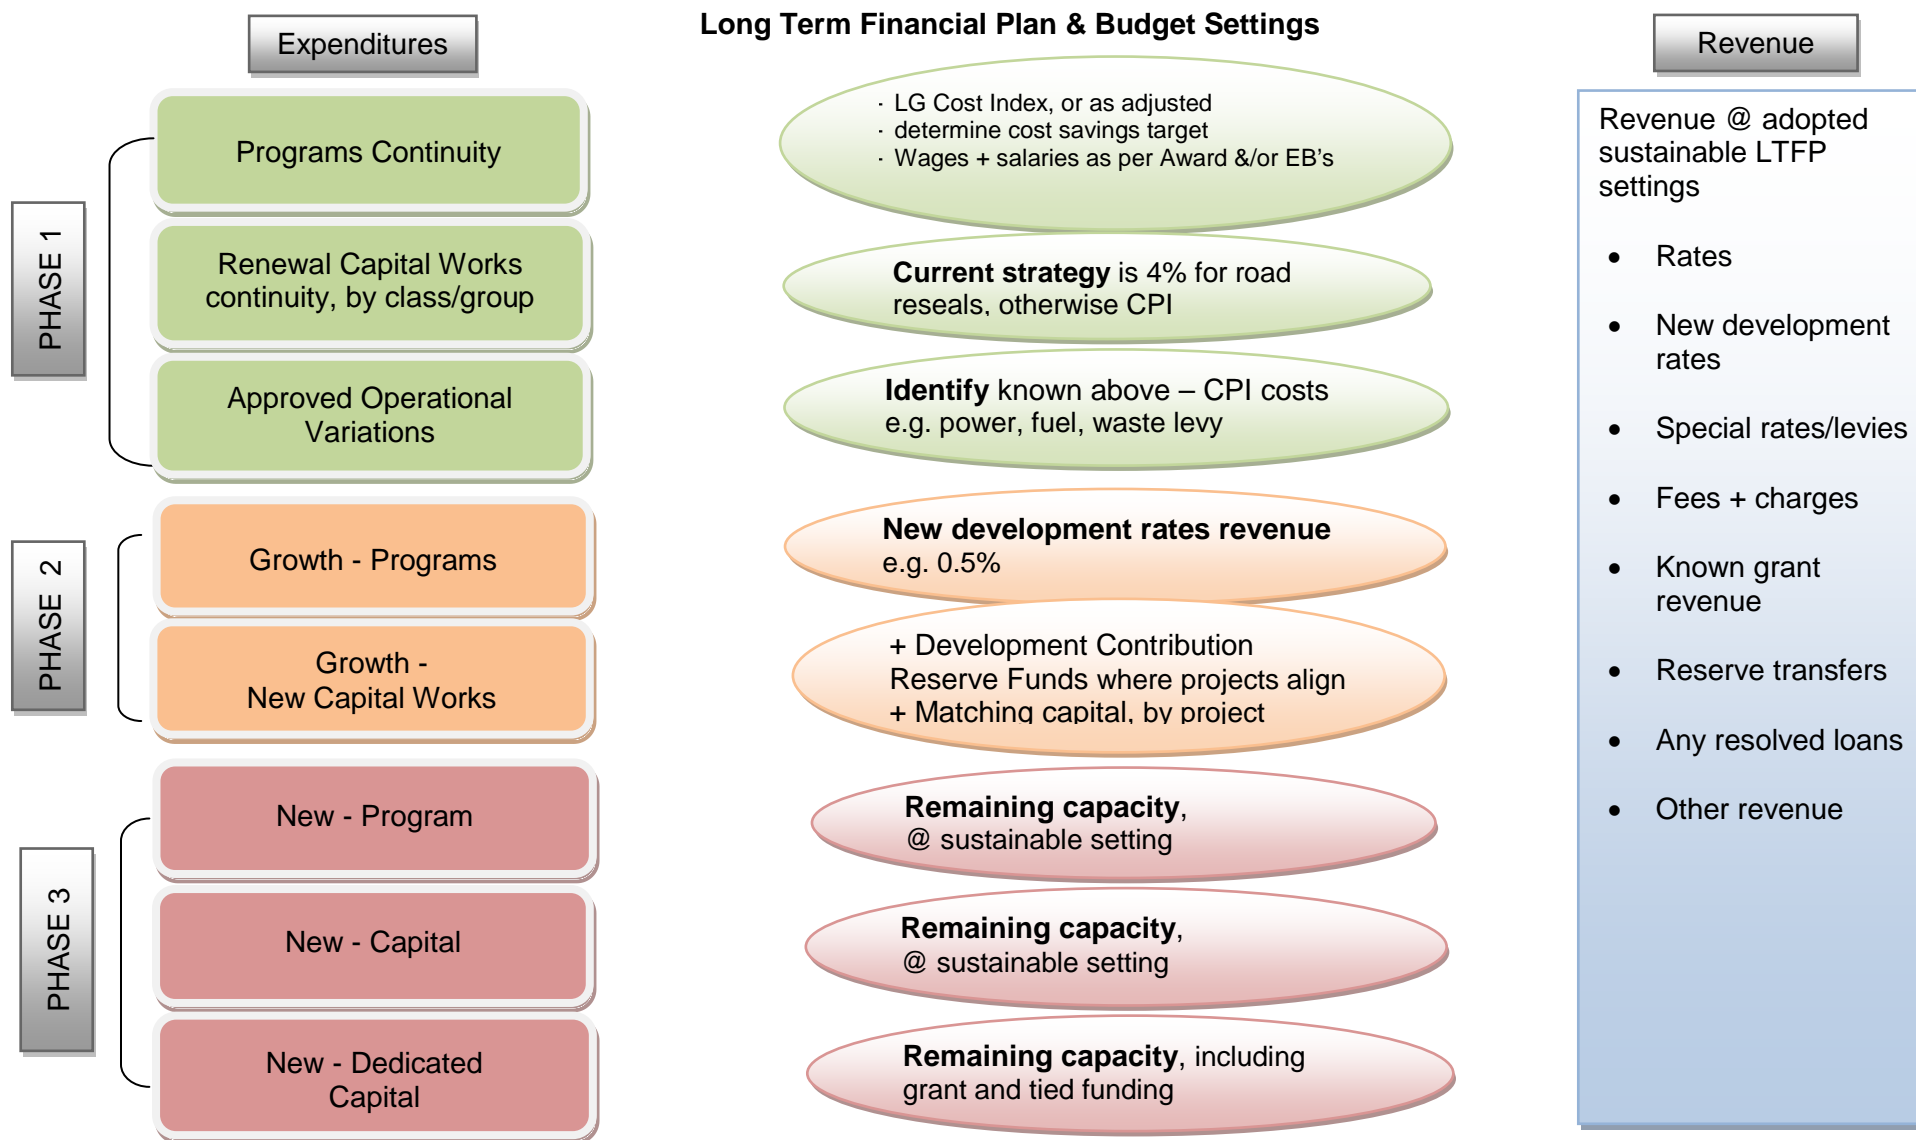 Long Term Financial Plan & Budget Settings
Expenditures
Revenue
PHASE 1
Programs Continuity
· LG Cost Index, or as adjusted
· determine cost savings target
· Wages + salaries as per Award &/or EB's
Renewal Capital Works
continuity, by class/group
Current strategy is 4% for road
reseals, otherwise CPI
Approved Operational
Variations
Identify known above – CPI costs
e.g. power, fuel, waste levy
PHASE 2
Growth - Programs
New development rates revenue
e.g. 0.5%
Growth -
New Capital Works
+ Development Contribution
Reserve Funds where projects align
+ Matching capital, by project
PHASE 3
New - Program
Remaining capacity,
@ sustainable setting
New - Capital
Remaining capacity,
@ sustainable setting
New - Dedicated
Capital
Remaining capacity, including
grant and tied funding
Revenue @ adopted
sustainable LTFP
settings
• Rates
• New development
rates
• Special rates/levies
• Fees + charges
• Known grant
revenue
• Reserve transfers
• Any resolved loans
• Other revenue